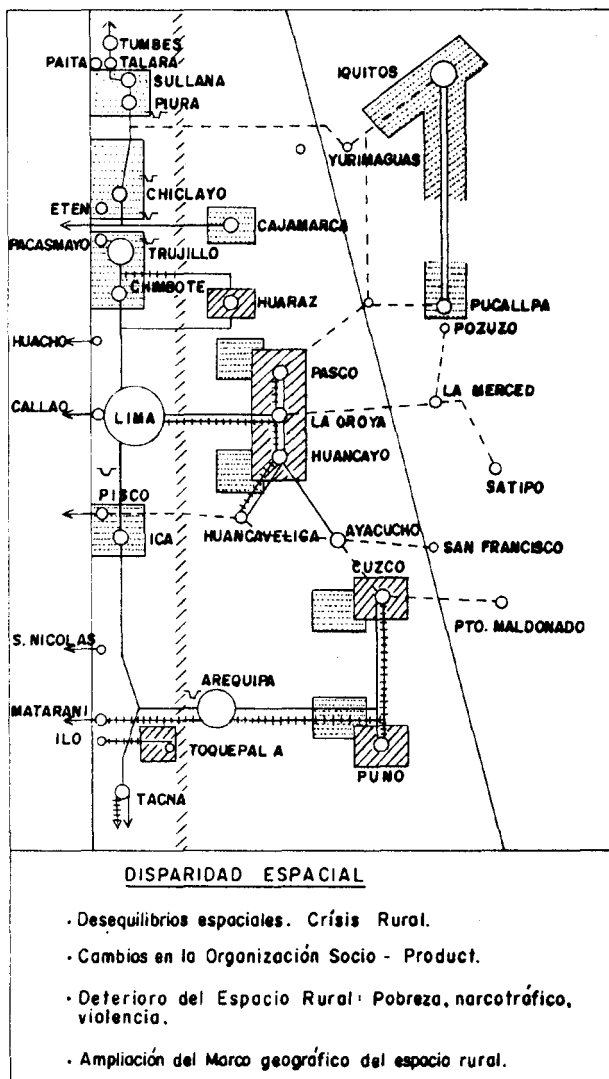 TUMBES
PAITA
TALARA
SULLANA
PIURA
IQUITOS
YURIMAGUAS
CHICLAYO
ETEN
CAJAMARCA
PACASMAYO
TRUJILLO
CHIMBOTE
HUARAZ
PUCALLPA
POZUZO
HUACHO
PASCO
LA MERCED
CALLAO
LIMA
LA OROYA
HUANCAYO
SATIPO
PISCO
ICA
HUANCAVELIGA
AYACUCHO
SAN FRANCISCO
CUZCO
PTO. MALDONADO
S. NICOLAS
AREQUIPA
MATARANI
ILO
TOQUEPALA
PUNO
TACNA
DISPARIDAD ESPACIAL
• Desequilibrios espaciales. Crísis Rural.
• Cambios en la Organización Socio - Product.
• Deterioro del Espacio Rural: Pobreza, narcotráfico,
violencia.
• Ampliación del Marco geográfico del espacio rural.